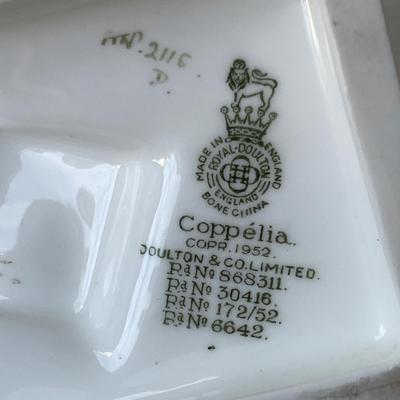 HN. 2116
D
MADE IN ENGLAND
ROYAL·DOULTON
ENGLAND
BONE CHINA
Coppélia.
COPR.1952.
DOULTON & CO.LIMITED.
Rd No 868311.
Rd No 30416.
Rd No 172/52.
Rd No 6642.